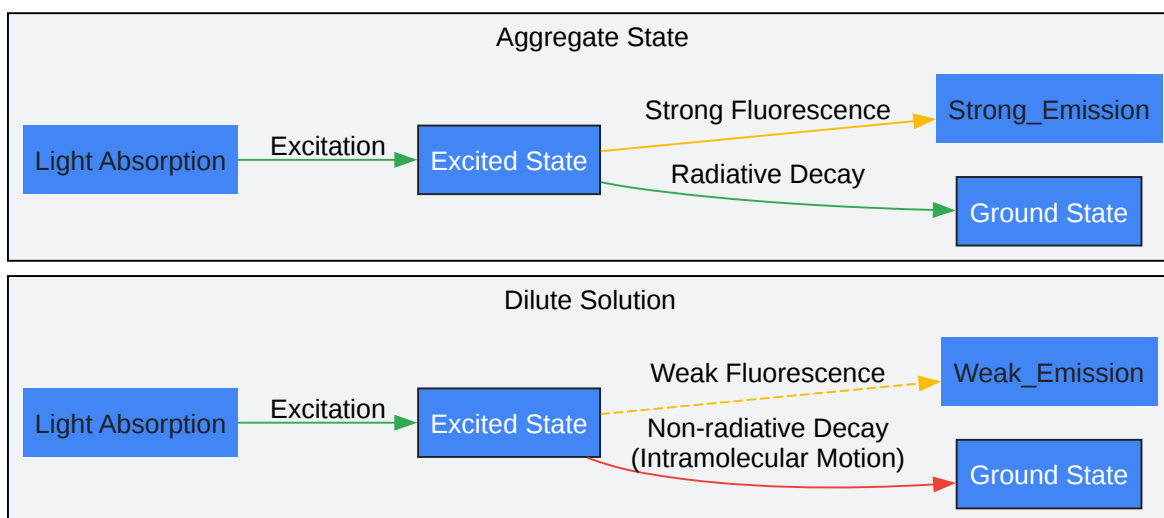 Aggregate State
Strong Fluorescence
Strong_Emission
Light Absorption
Excitation
Excited State
Radiative Decay
Ground State
Dilute Solution
Weak Fluorescence
Weak_Emission
Light Absorption
Excitation
Excited State
Non-radiative Decay
(Intramolecular Motion)
Ground State